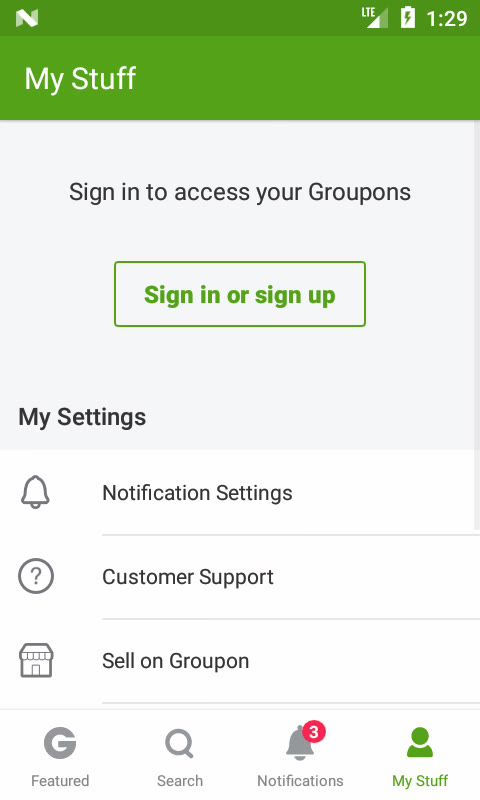 LTE 1:29
My Stuff
Sign in to access your Groupons
Sign in or sign up
My Settings
Notification Settings
? Customer Support
Sell on Groupon
3
G
Featured Search Notifications My Stuff